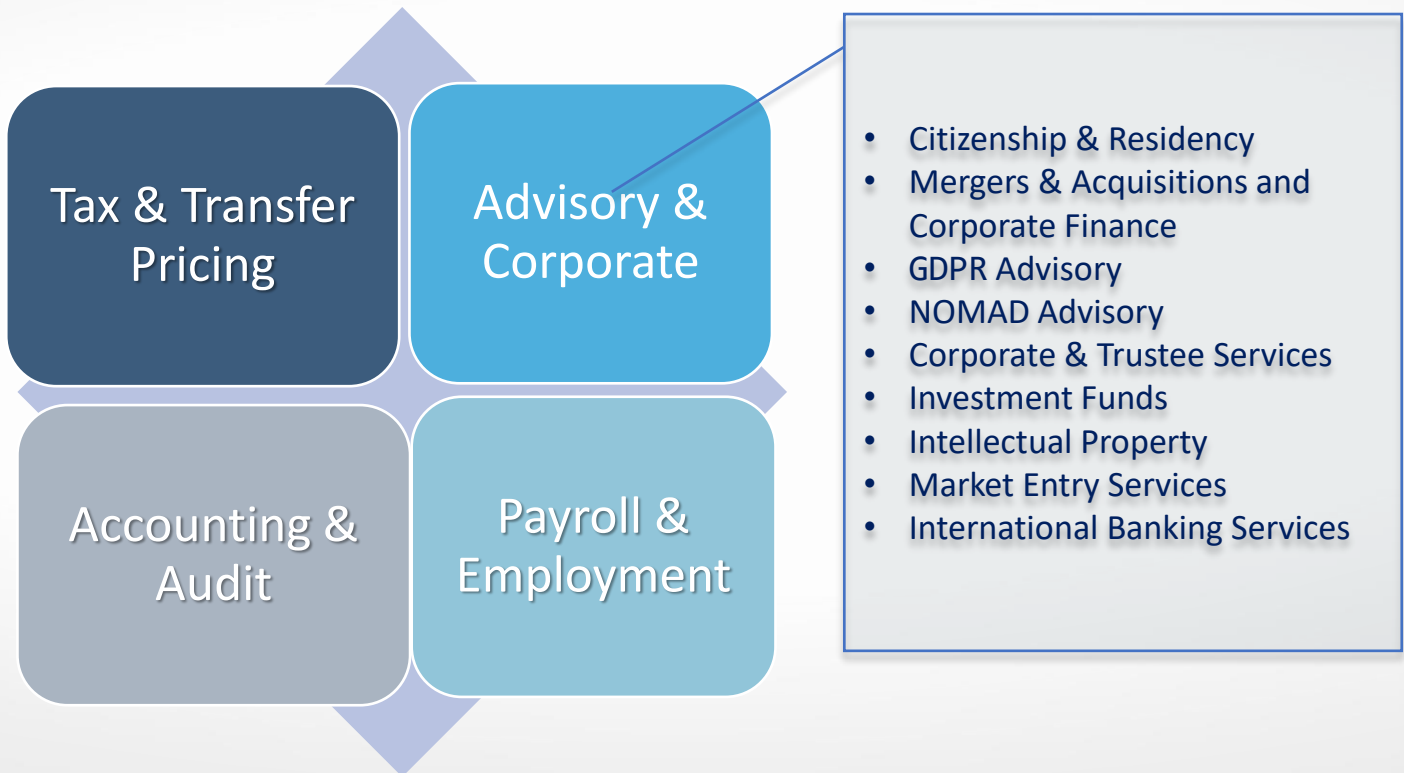 Tax & Transfer
Pricing
Advisory &
Corporate
Accounting &
Audit
Payroll &
Employment
• Citizenship & Residency
• Mergers & Acquisitions and
Corporate Finance
• GDPR Advisory
• NOMAD Advisory
• Corporate & Trustee Services
• Investment Funds
• Intellectual Property
• Market Entry Services
• International Banking Services